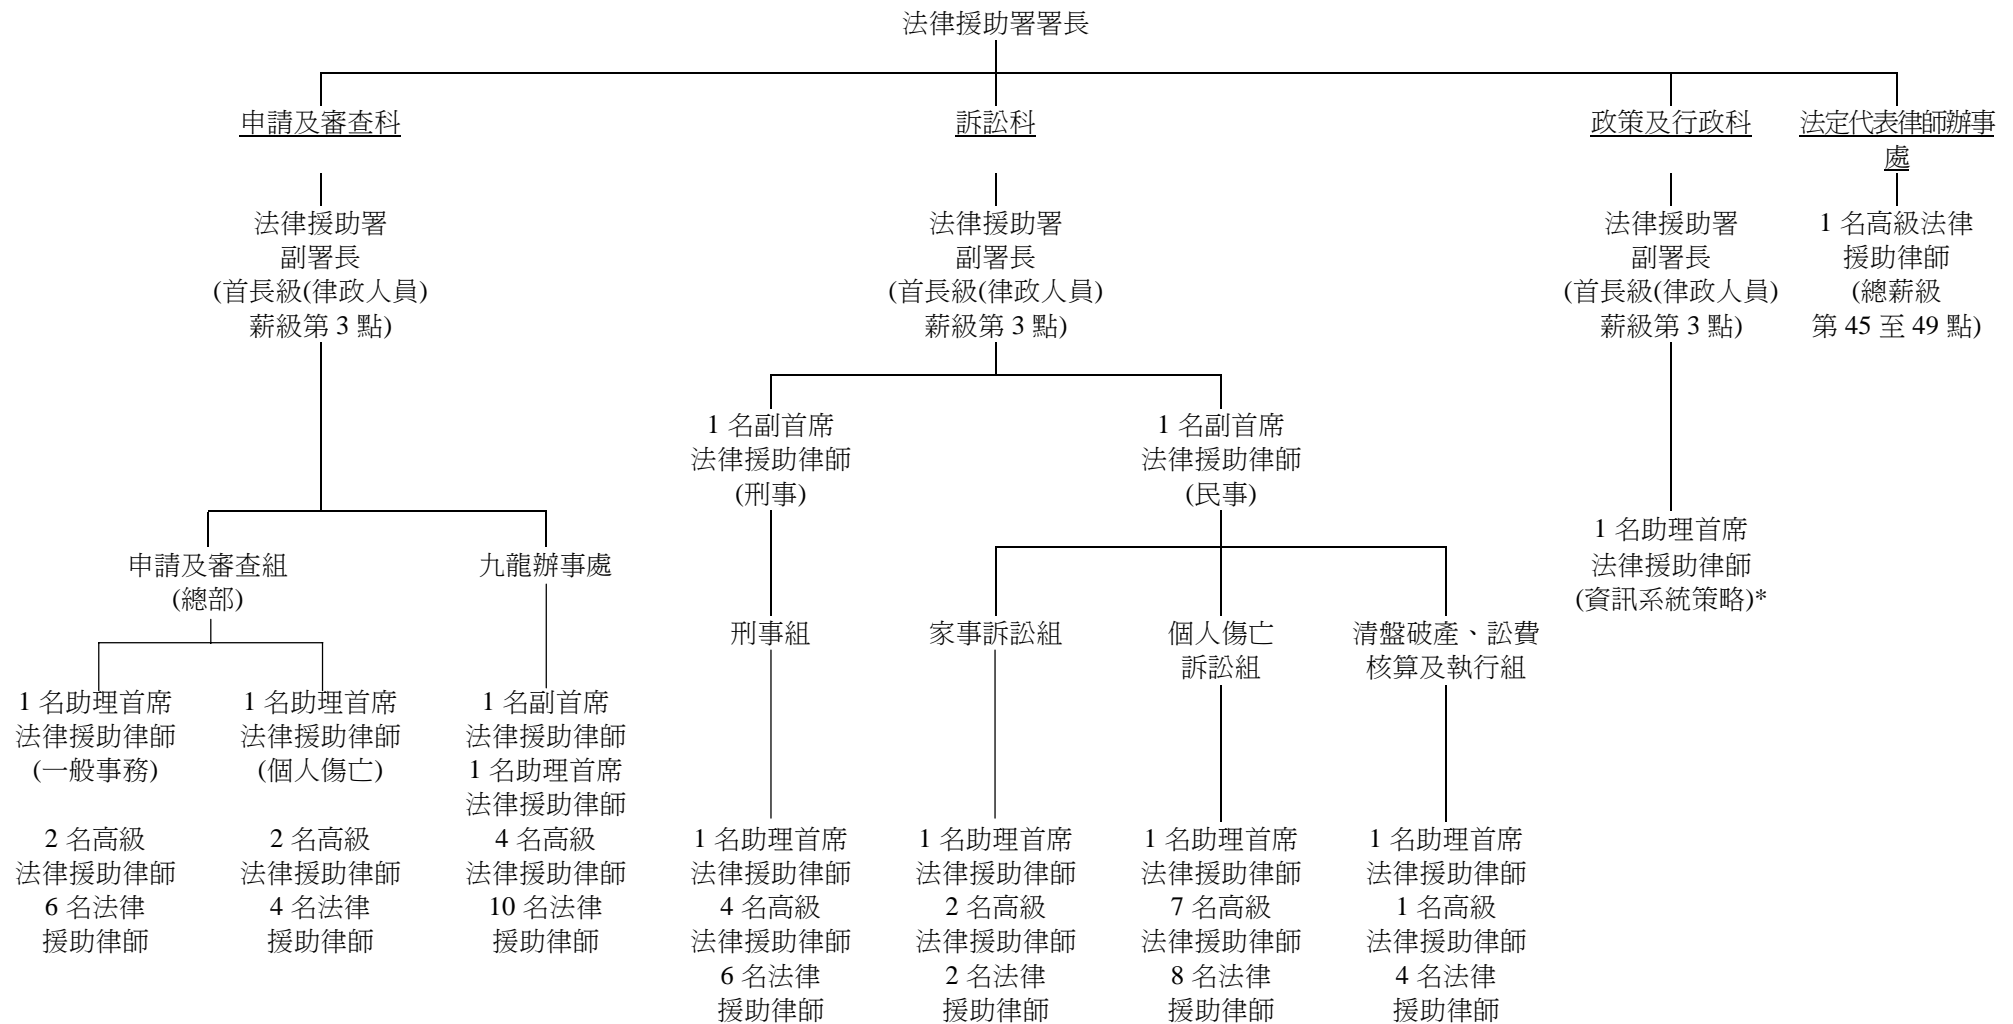 法律援助署署長
申請及審查科
法律援助署
副署長
(首長級(律政人員)
薪級第 3 點)
申請及審查組
(總部)
1 名助理首席
法律援助律師
(一般事務)
2 名高級
法律援助律師
6 名法律
援助律師
1 名助理首席
法律援助律師
(個人傷亡)
2 名高級
法律援助律師
4 名法律
援助律師
九龍辦事處
1 名副首席
法律援助律師
1 名助理首席
法律援助律師
4 名高級
法律援助律師
10 名法律
援助律師
訴訟科
法律援助署
副署長
(首長級(律政人員)
薪級第 3 點)
1 名副首席
法律援助律師
(刑事)
刑事組
1 名助理首席
法律援助律師
4 名高級
法律援助律師
6 名法律
援助律師
1 名副首席
法律援助律師
(民事)
家事訴訟組
1 名助理首席
法律援助律師
2 名高級
法律援助律師
2 名法律
援助律師
個人傷亡
訴訟組
1 名助理首席
法律援助律師
7 名高級
法律援助律師
8 名法律
援助律師
清盤破產、訟費
核算及執行組
1 名助理首席
法律援助律師
1 名高級
法律援助律師
4 名法律
援助律師
政策及行政科
法律援助署
副署長
(首長級(律政人員)
薪級第 3 點)
1 名助理首席
法律援助律師
(資訊系統策略)*
法定代表律師辦事
處
1 名高級法律
援助律師
(總薪級
第 45 至 49 點)